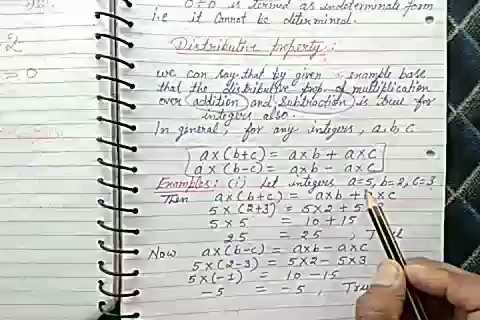 0÷0 is termed as indeterminate form
i.e it cannot be determined.
2
= 0
Distributive property:
we can say that by given example base
that the distributive prop. of multiplication
over addition and subtraction is true for
integers also.
In general, for any integers, a, b, c
a×(b+c) = a×b + a×c
a×(b-c) = a×b - a×c
Examples: (i) Let integers a=5, b=2, c=3
Then a×(b+c) = a×b + ×c
5×(2+3) = 5×2 + 5×3
5×5 = 10 + 15
25 = 25,
Now a×(b-c) = a×b - a×c
5×(2-3) = 5×2 - 5×3
5×(-1) = 10 - 15
-5 = -5,